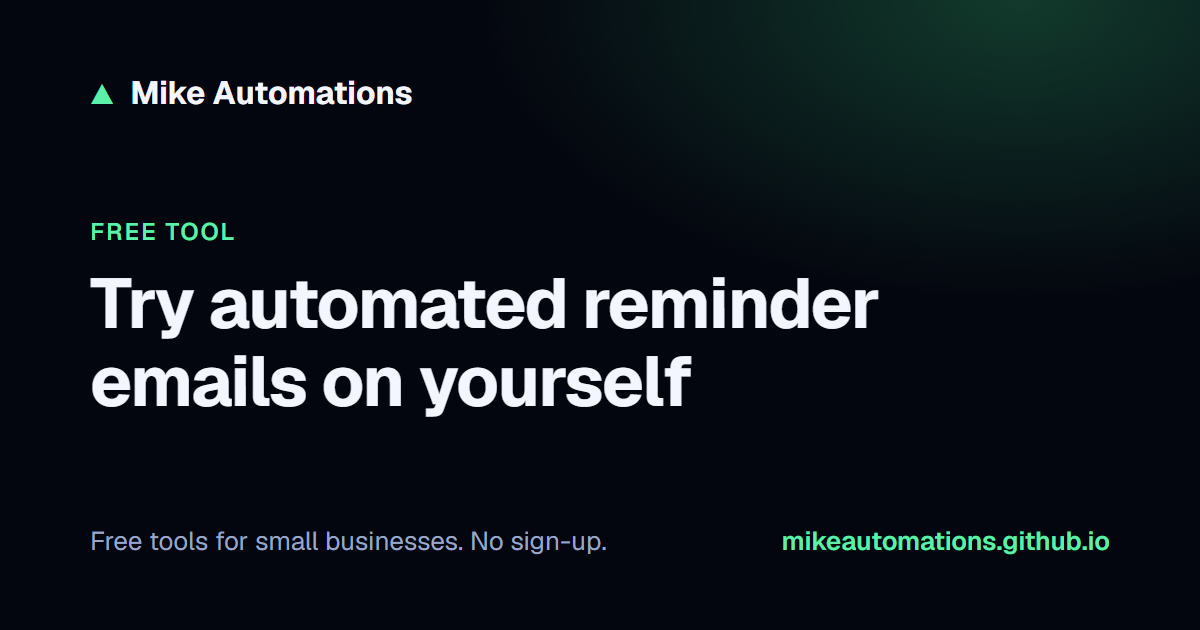 Mike Automations
FREE TOOL
Try automated reminder
emails on yourself
Free tools for small businesses. No sign-up.
mikeautomations.github.io